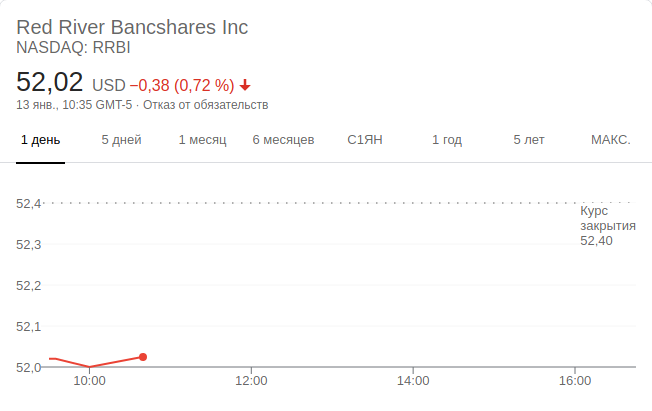 Red River Bancshares Inc
NASDAQ: RRBI
52,02 USD −0,38 (0,72 %)
13 янв., 10:35 GMT-5 · Отказ от обязательств
1 день 5 дней 1 месяц 6 месяцев С1ЯН 1 год 5 лет МАКС.
52,4
Курс
закрытия
52,40
52,3
52,2
52,1
52,0
10:00 12:00 14:00 16:00